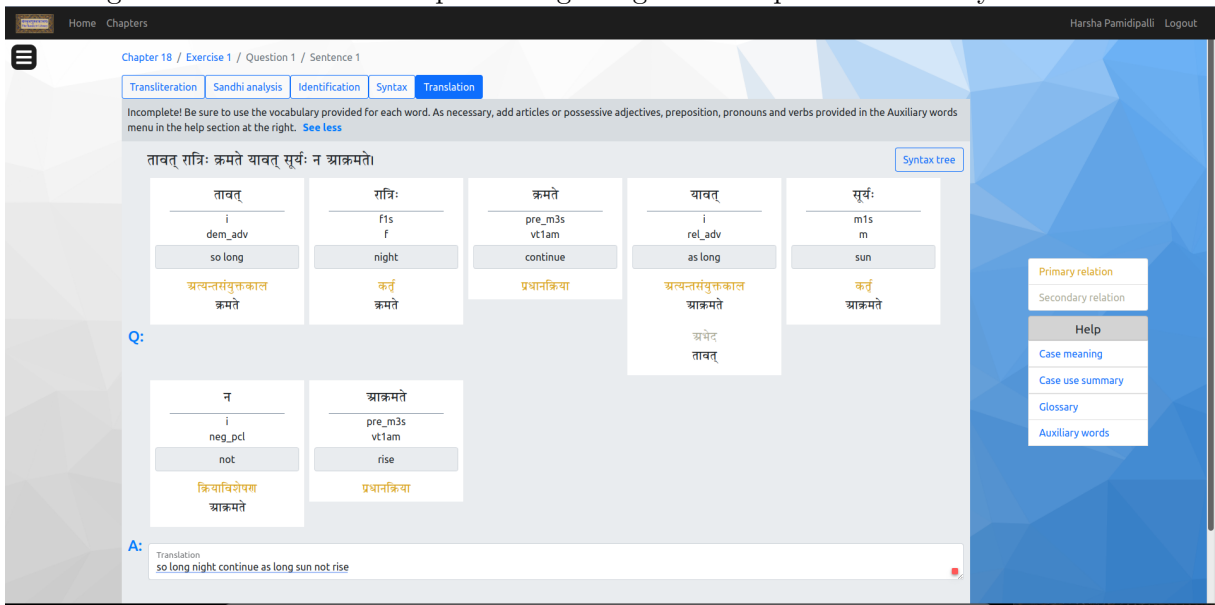 Home Chapters
Harsha Pamidipalli Logout
Chapter 18 / Exercise 1 / Question 1 / Sentence 1
Transliteration Sandhi analysis Identification Syntax Translation
Incomplete! Be sure to use the vocabulary provided for each word. As necessary, add articles or possessive adjectives, preposition, pronouns and verbs provided in the Auxiliary words
menu in the help section at the right. See less
तावत् रात्रिः क्रमते यावत् सूर्यः न आक्रमते।
Syntax tree
तावत् रात्रिः क्रमते यावत् सूर्यः
i f1s pre_m3s i m1s
dem_adv f vt1am rel_adv m
so long night continue as long sun
अत्यन्तसंयुक्तकाल कर्तृ प्रधानक्रिया अत्यन्तसंयुक्तकाल कर्तृ
क्रमते क्रमते आक्रमते आक्रमते
अभेद
तावत्
Q:
न आक्रमते
i pre_m3s
neg_pcl vt1am
not rise
क्रियाविशेषण प्रधानक्रिया
आक्रमते
A:
Translation
so long night continue as long sun not rise
Primary relation
Secondary relation
Help
Case meaning
Case use summary
Glossary
Auxiliary words